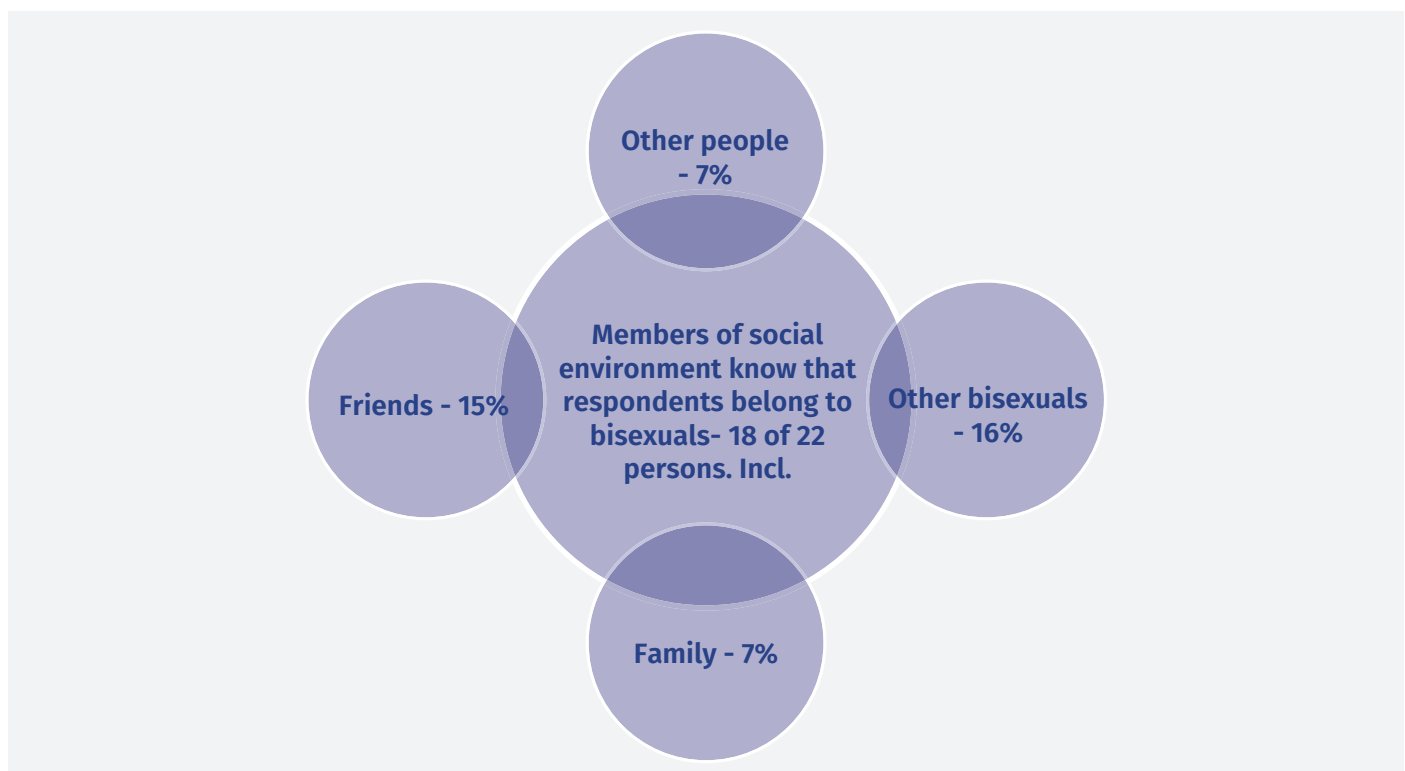 Other people
- 7%
Members of social
environment know that
respondents belong to
bisexuals- 18 of 22
persons. Incl.
Friends - 15%
Other bisexuals
- 16%
Family - 7%